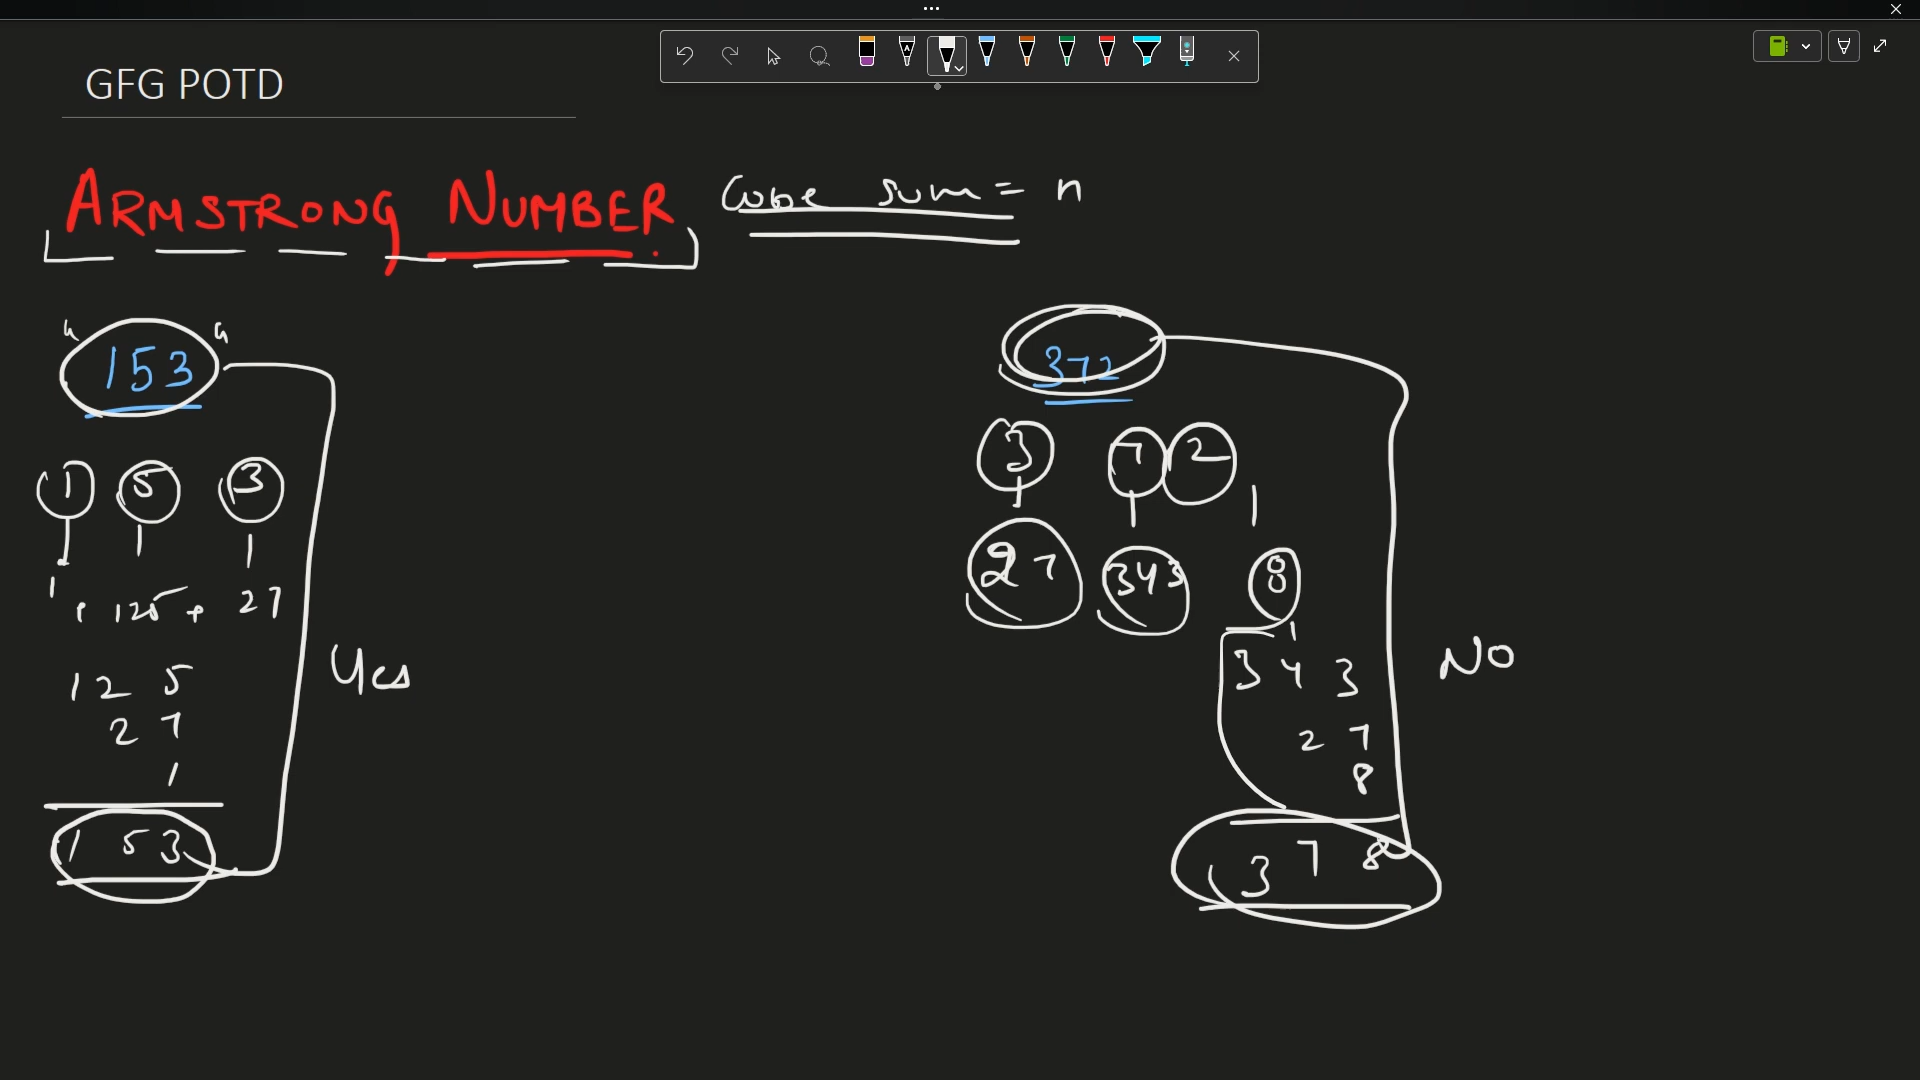 GFG POTD
ARMSTRONG NUMBER Cube sum = n
153
1 5 3
1 + 125 + 27
125
27
1
153
Yes
372
3 7 2
27 343 8
1
343
27
8
378
No